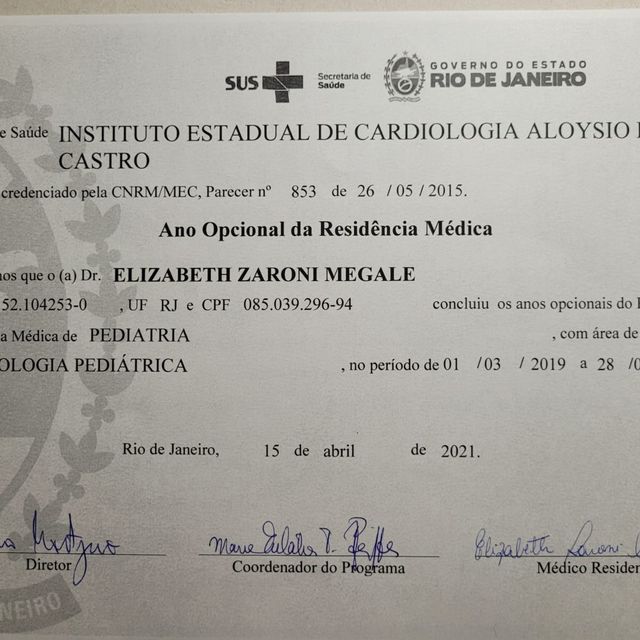 SUS Secretaria de Saúde GOVERNO DO ESTADO RIO DE JANEIRO
e Saúde INSTITUTO ESTADUAL DE CARDIOLOGIA ALOYSIO
CASTRO
credenciado pela CNRM/MEC, Parecer nº 853 de 26 / 05 / 2015.
Ano Opcional da Residência Médica
nos que o (a) Dr. ELIZABETH ZARONI MEGALE
52.104253-0 , UF RJ e CPF 085.039.296-94 concluiu os anos opcionais do
a Médica de PEDIATRIA , com área de
OLOGIA PEDIÁTRICA , no período de 01 / 03 / 2019 a 28 /0
Rio de Janeiro, 15 de abril de 2021.
Elizabeth Zaroni
Diretor Coordenador do Programa Médico Residen
NEIRO